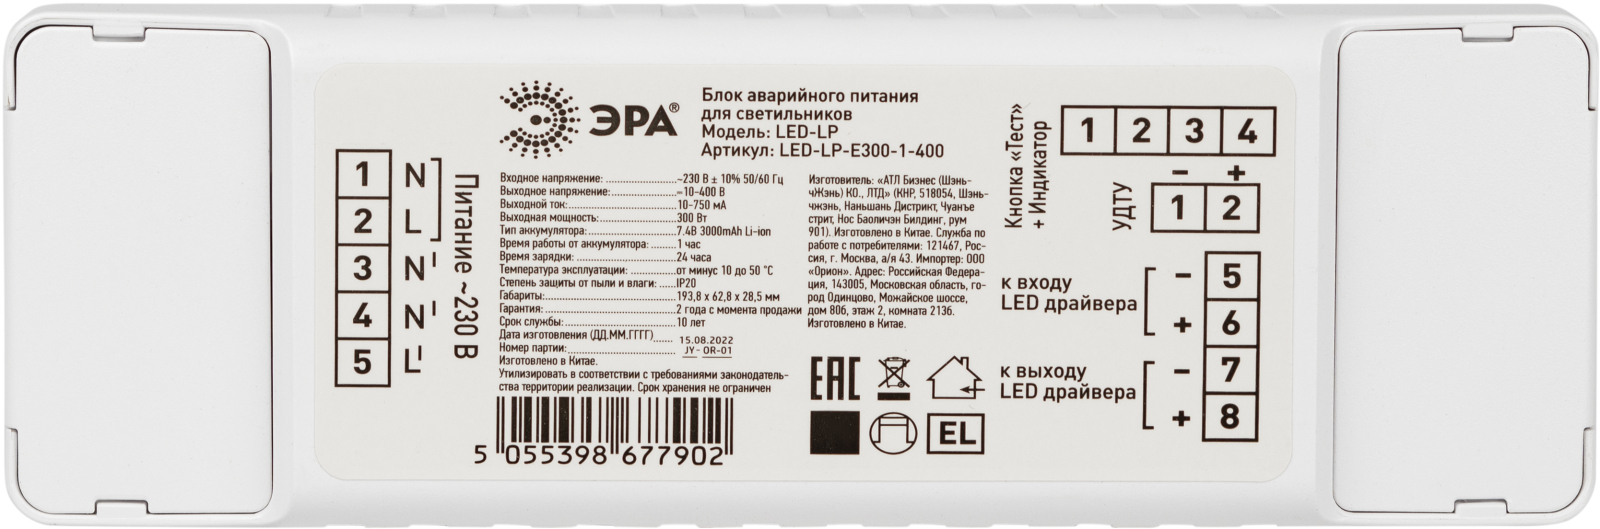 1 N
2 L
3 N'
4 N'
5 L'
Питание ~230 В
ЭРА®
Блок аварийного питания
для светильников
Модель: LED-LP
Артикул: LED-LP-E300-1-400
Входное напряжение: ~230 В ± 10% 50/60 Гц
Выходное напряжение: =10-400 В
Выходной ток: 10-750 мА
Выходная мощность: 300 Вт
Тип аккумулятора: 7.4В 3000mAh Li-ion
Время работы от аккумулятора: 1 час
Время зарядки: 24 часа
Температура эксплуатации: от минус 10 до 50 °C
Степень защиты от пыли и влаги: IP20
Габариты: 193,8 x 62,8 x 28,5 мм
Гарантия: 2 года с момента продажи
Срок службы: 10 лет
Дата изготовления (ДД.ММ.ГГГГ) 15.08.2022
Номер партии: JY-OR-01
Изготовлено в Китае.
Утилизировать в соответствии с требованиями законодатель-
ства территории реализации. Срок хранения не ограничен
5 055398 677902
Изготовитель: «АТЛ Бизнес (Шэнь-
чЖэнь) КО., ЛТД» (КНР, 518054, Шэнь-
чжэнь, Наньшань Дистрикт, Чуанъе
стрит, Нос Баоличэн Билдинг, рум
901). Изготовлено в Китае. Служба по
работе с потребителями: 121467, Рос-
сия, г. Москва, а/я 43. Импортер: ООО
«Орион». Адрес: Российская Федера-
ция, 143005, Московская область, го-
род Одинцово, Можайское шоссе,
дом 80б, этаж 2, комната 213б.
Изготовлено в Китае.
EAC
EL
Кнопка «Тест»
+ Индикатор
1 2 3 4
УДТУ
- +
1 2
к входу
LED драйвера
- 5
+ 6
к выходу
LED драйвера
- 7
+ 8